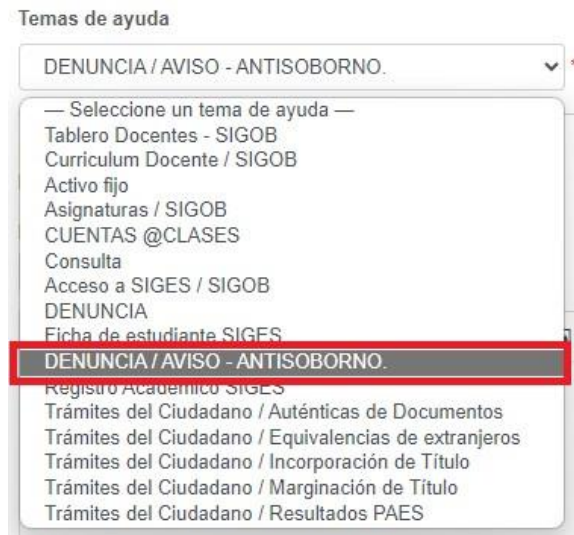 Temas de ayuda
DENUNCIA / AVISO - ANTISOBORNO. *
— Seleccione un tema de ayuda —
Tablero Docentes - SIGOB
Curriculum Docente / SIGOB
Activo fijo
Asignaturas / SIGOB
CUENTAS @CLASES
Consulta
Acceso a SIGES / SIGOB
DENUNCIA
Ficha de estudiante SIGES
DENUNCIA / AVISO - ANTISOBORNO.
Registro Académico SIGES
Trámites del Ciudadano / Auténticas de Documentos
Trámites del Ciudadano / Equivalencias de extranjeros
Trámites del Ciudadano / Incorporación de Título
Trámites del Ciudadano / Marginación de Título
Trámites del Ciudadano / Resultados PAES